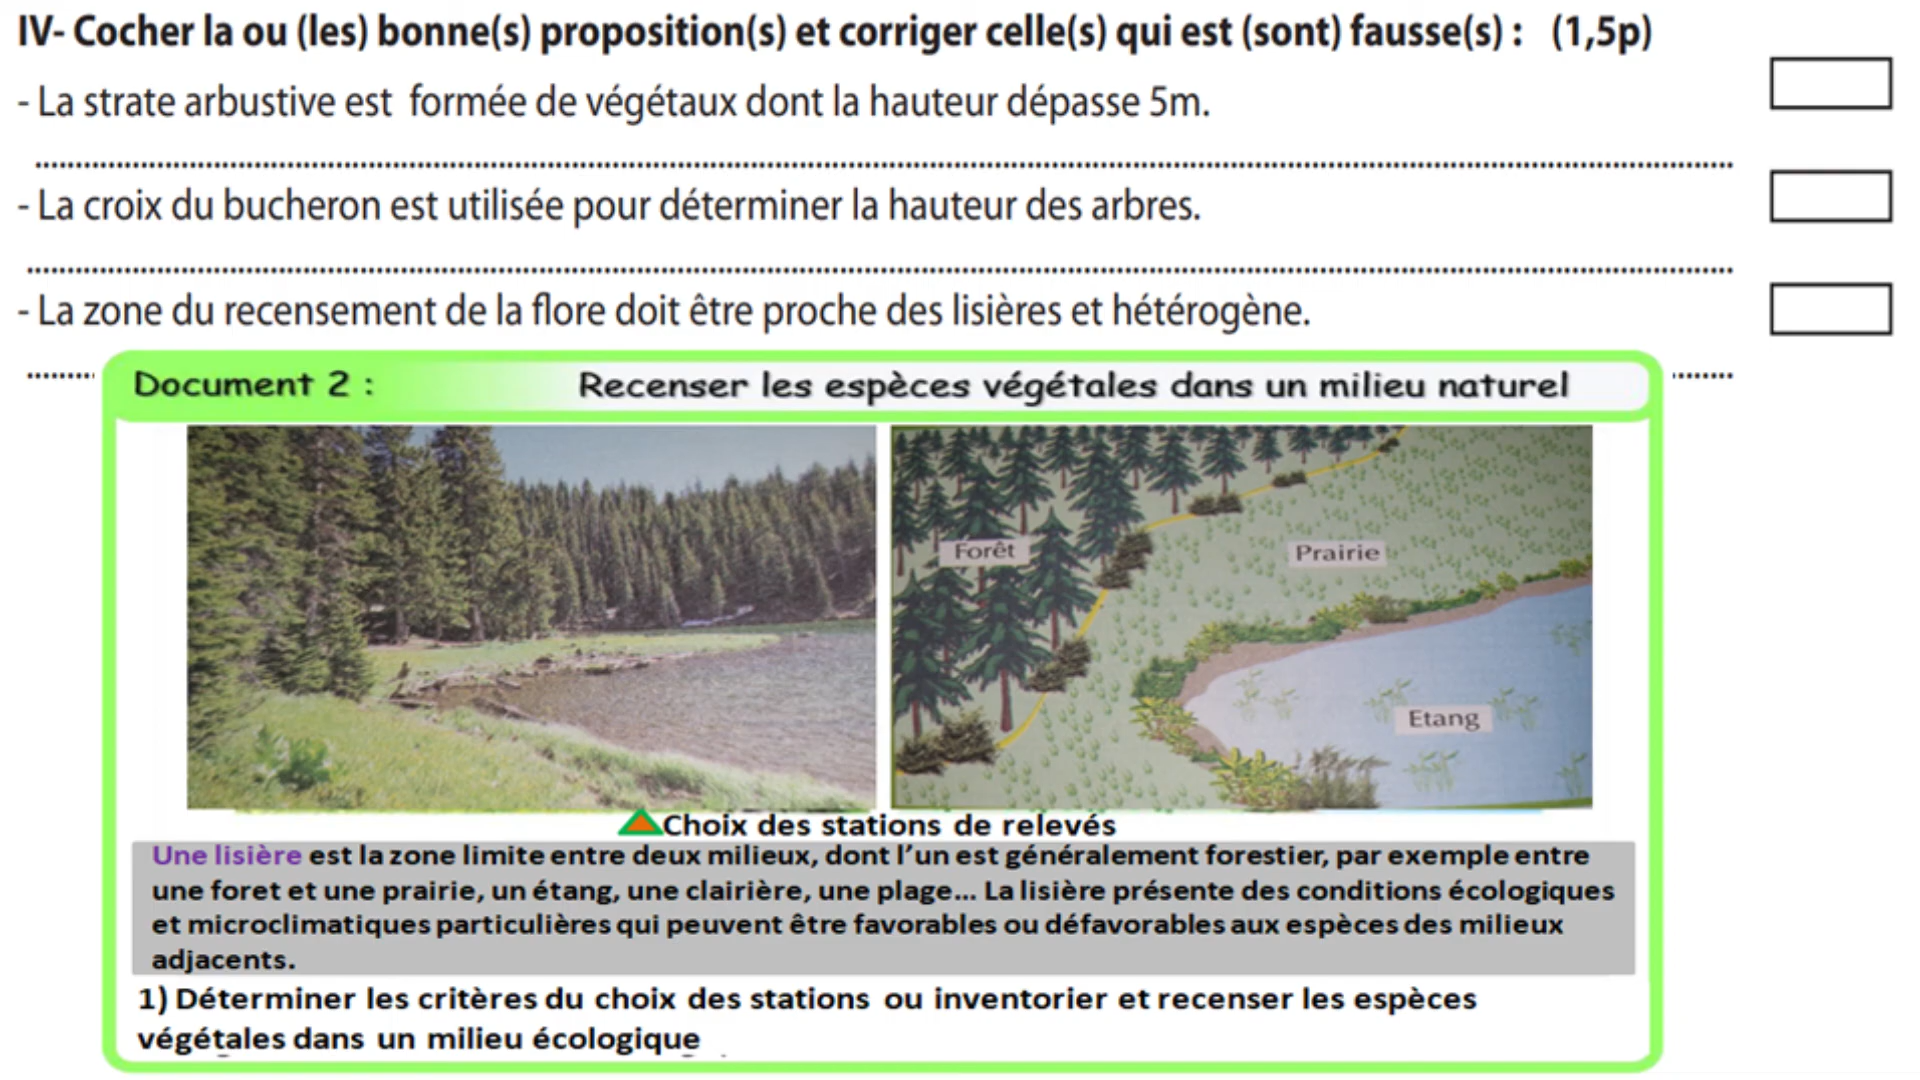 IV- Cocher la ou (les) bonne(s) proposition(s) et corriger celle(s) qui est (sont) fausse(s) : (1,5p)
- La strate arbustive est formée de végétaux dont la hauteur dépasse 5m.
- La croix du bucheron est utilisée pour déterminer la hauteur des arbres.
- La zone du recensement de la flore doit être proche des lisières et hétérogène.
Document 2 : Recenser les espèces végétales dans un milieu naturel
Forêt
Prairie
Etang
Choix des stations de relevés
Une lisière est la zone limite entre deux milieux, dont l'un est généralement forestier, par exemple entre
une foret et une prairie, un étang, une clairière, une plage... La lisière présente des conditions écologiques
et microclimatiques particulières qui peuvent être favorables ou défavorables aux espèces des milieux
adjacents.
1) Déterminer les critères du choix des stations ou inventorier et recenser les espèces
végétales dans un milieu écologique